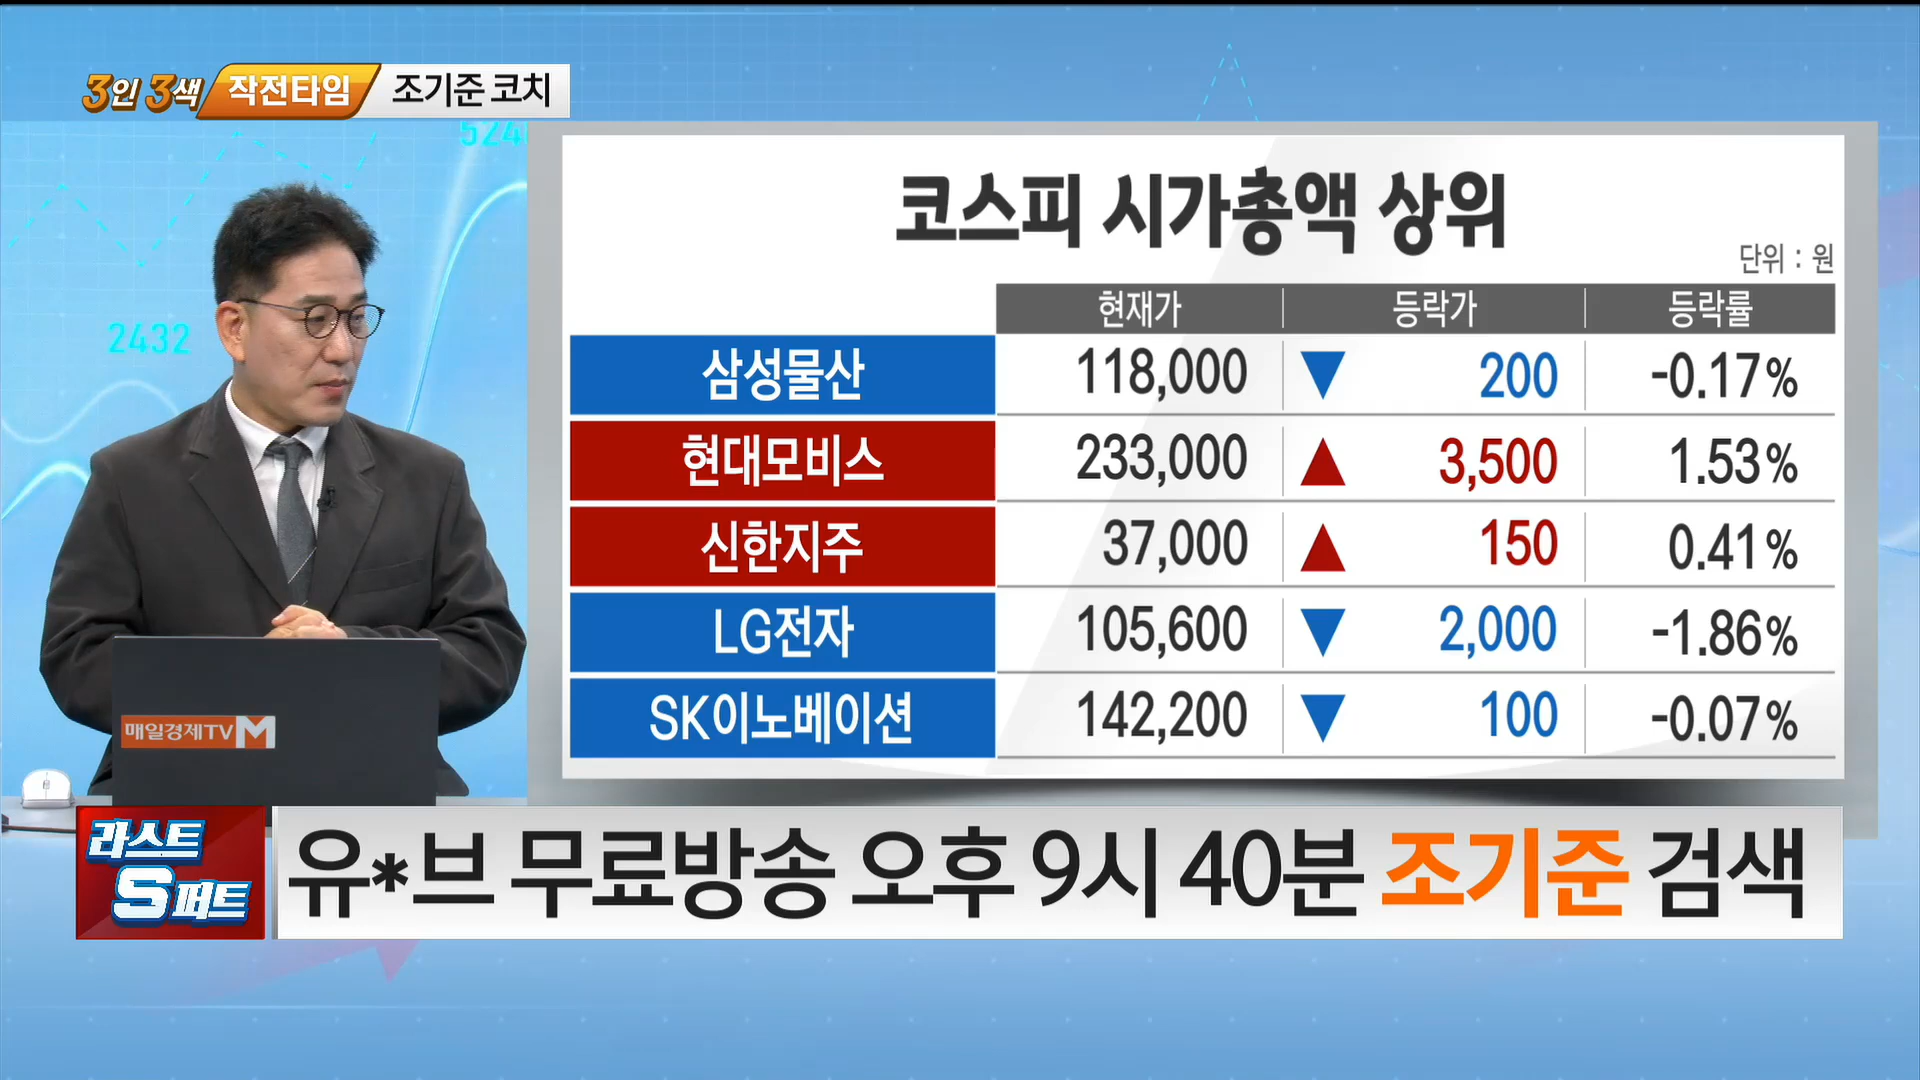 3인 3색 작전타임 조기준 코치
524
2432
코스피 시가총액 상위
단위 : 원
현재가 등락가 등락률
삼성물산 118,000 ▼ 200 -0.17%
현대모비스 233,000 ▲ 3,500 1.53%
신한지주 37,000 ▲ 150 0.41%
LG전자 105,600 ▼ 2,000 -1.86%
SK이노베이션 142,200 ▼ 100 -0.07%
매일경제TV M
라스트
S퍼트
유*브 무료방송 오후 9시 40분 조기준 검색